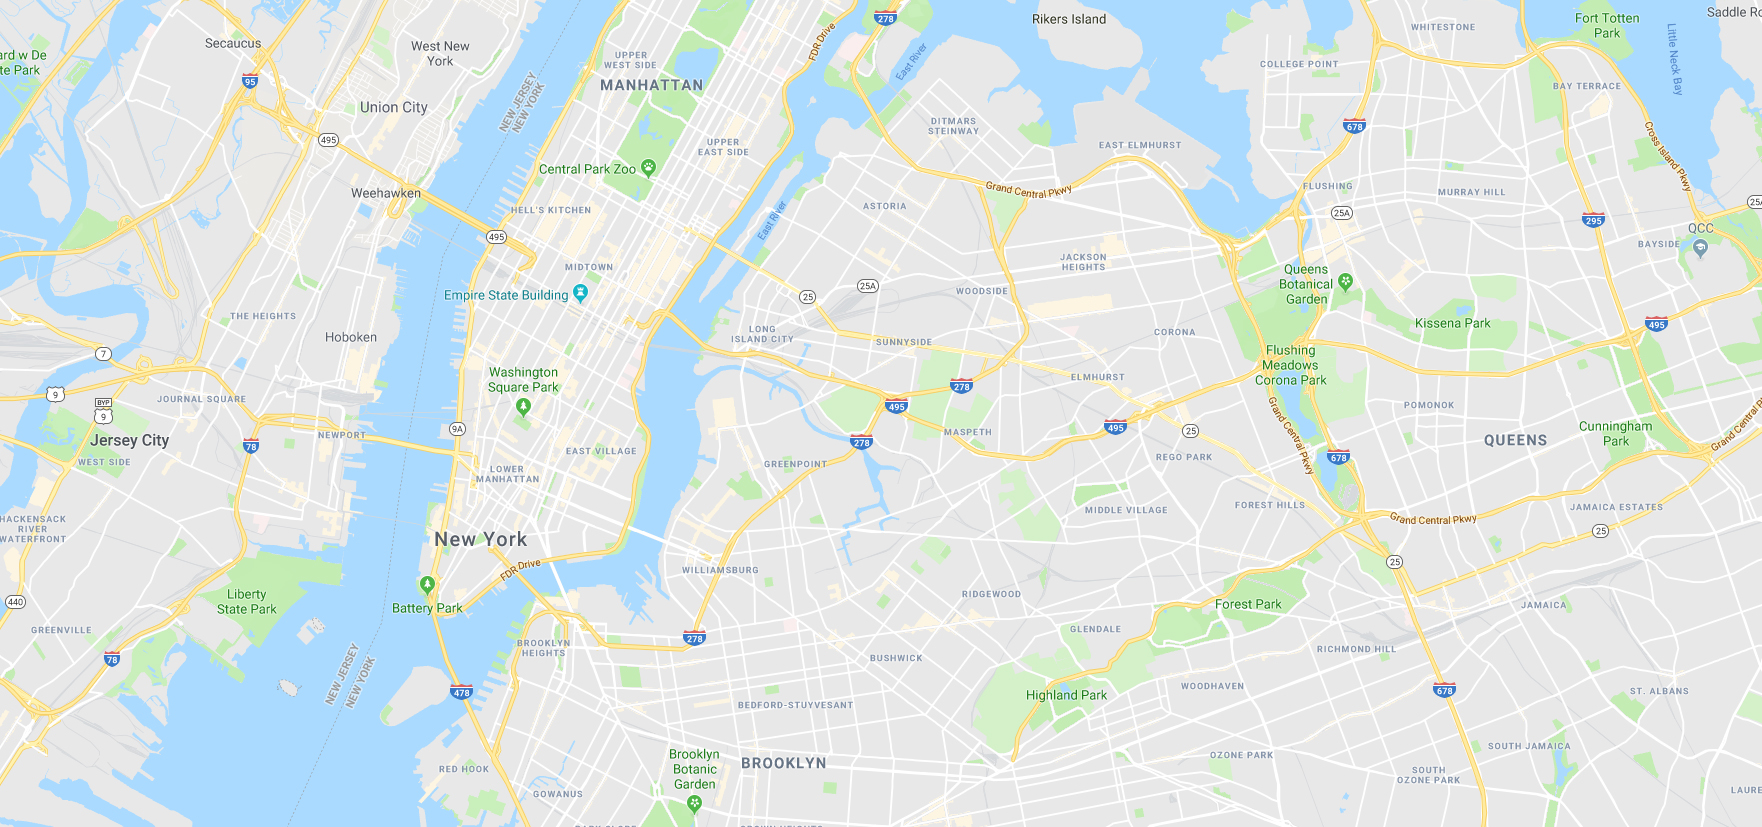 Rikers Island
278
Fort Totten
Park
Saddle
Secaucus
West New
York
WHITESTONE
FDR Drive
Little Neck Bay
ard w De
te Park
UPPER
WEST SIDE
East River
COLLEGE POINT
95
MANHATTAN
BAY TERRACE
NEW JERSEY
NEW YORK
Union City
DITMARS
STEINWAY
678
495
UPPER
EAST SIDE
EAST ELMHURST
Cross Island Pkwy
Central Park Zoo
Weehawken
Grand Central Pkwy
FLUSHING
MURRAY HILL
HELL'S KITCHEN
ASTORIA
25A
295
25A
East River
495
QCC
BAYSIDE
MIDTOWN
JACKSON
HEIGHTS
Queens
Botanical
Garden
Empire State Building
25
25A
WOODSIDE
THE HEIGHTS
Kissena Park
495
Hoboken
LONG
ISLAND CITY
SUNNYSIDE
CORONA
7
Flushing
Meadows
Corona Park
Washington
Square Park
ELMHURST
278
9
JOURNAL SQUARE
BYP
9
495
POMONOK
Grand Central Pkwy
Grand Central
9A
495
25
Cunningham
Park
Jersey City
78
NEWPORT
278
MASPETH
QUEENS
EAST VILLAGE
WEST SIDE
GREENPOINT
REGO PARK
678
LOWER
MANHATTAN
FOREST HILLS
JAMAICA ESTATES
MIDDLE VILLAGE
HACKENSACK
RIVER
WATERFRONT
Grand Central Pkwy
25
New York
25
FDR Drive
WILLIAMSBURG
Battery Park
Liberty
State Park
RIDGEWOOD
Forest Park
440
JAMAICA
GREENVILLE
GLENDALE
278
BROOKLYN
HEIGHTS
RICHMOND HILL
78
BUSHWICK
NEW JERSEY
NEW YORK
478
Highland Park
WOODHAVEN
678
ST. ALBANS
BEDFORD-STUYVESANT
SOUTH JAMAICA
Brooklyn
Botanic
Garden
BROOKLYN
OZONE PARK
RED HOOK
SOUTH
OZONE PARK
GOWANUS
LAURE